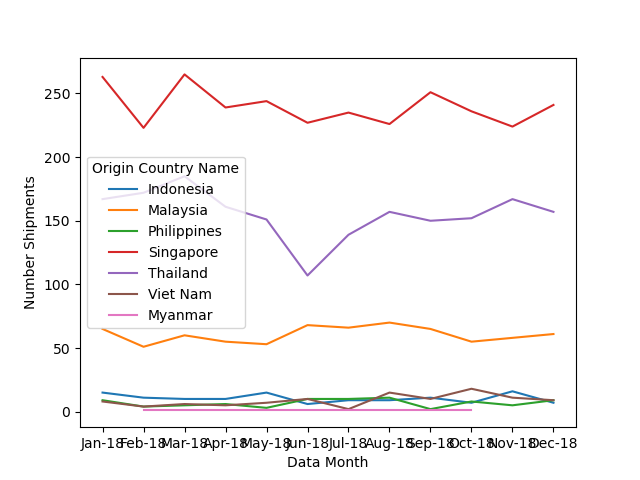 250
200
150
100
50
0
Number Shipments
Origin Country Name
Indonesia
Malaysia
Philippines
Singapore
Thailand
Viet Nam
Myanmar
Jan-18 Feb-18 Mar-18 Apr-18 May-18 Jun-18 Jul-18 Aug-18 Sep-18 Oct-18 Nov-18 Dec-18
Data Month